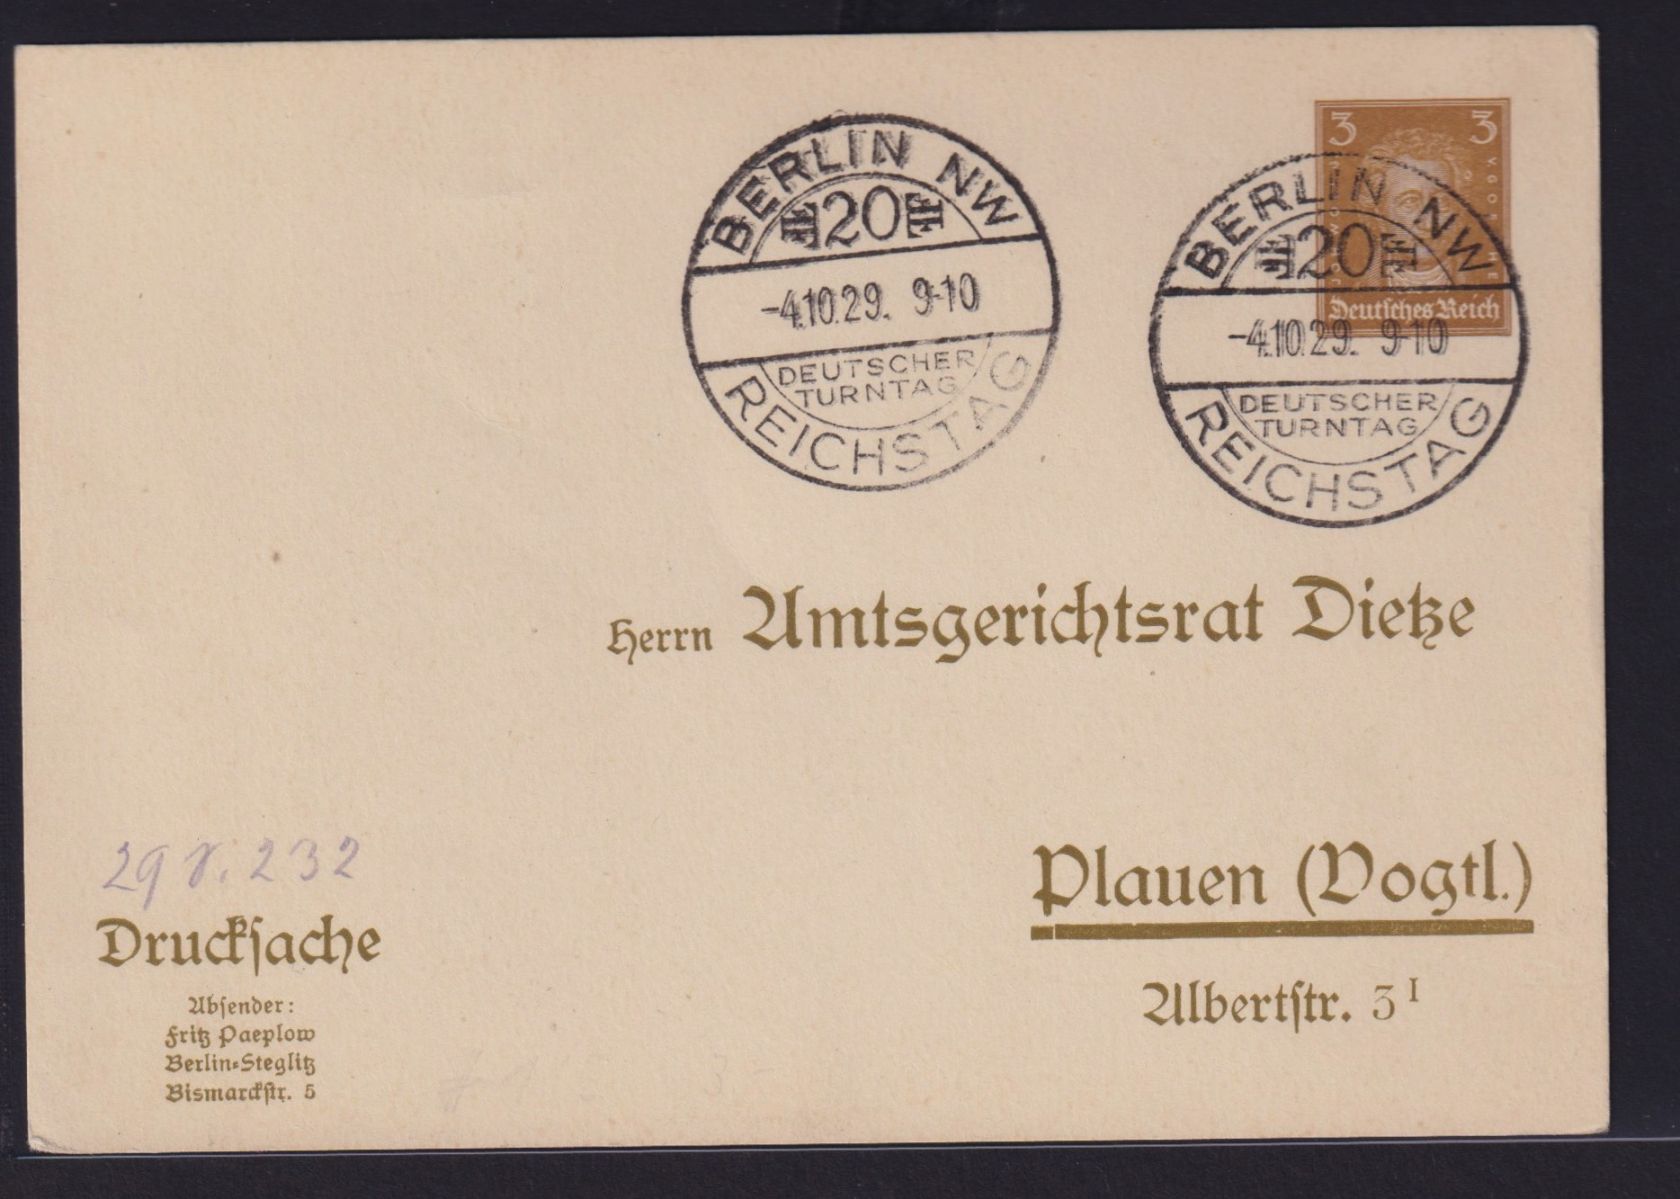 3 3
Deutsches Reich
BERLIN NW
20
-4.10.29. 9-10
DEUTSCHER
TURNTAG
REICHSTAG
BERLIN NW
20
-4.10.29. 9-10
DEUTSCHER
TURNTAG
REICHSTAG
Herrn Amtsgerichtsrat Dietze
Plauen (Vogtl.)
Albertstr. 3 I
232
Drucksache
Absender:
Fritz Paeplow
Berlin-Steglitz
Bismarckstr. 5